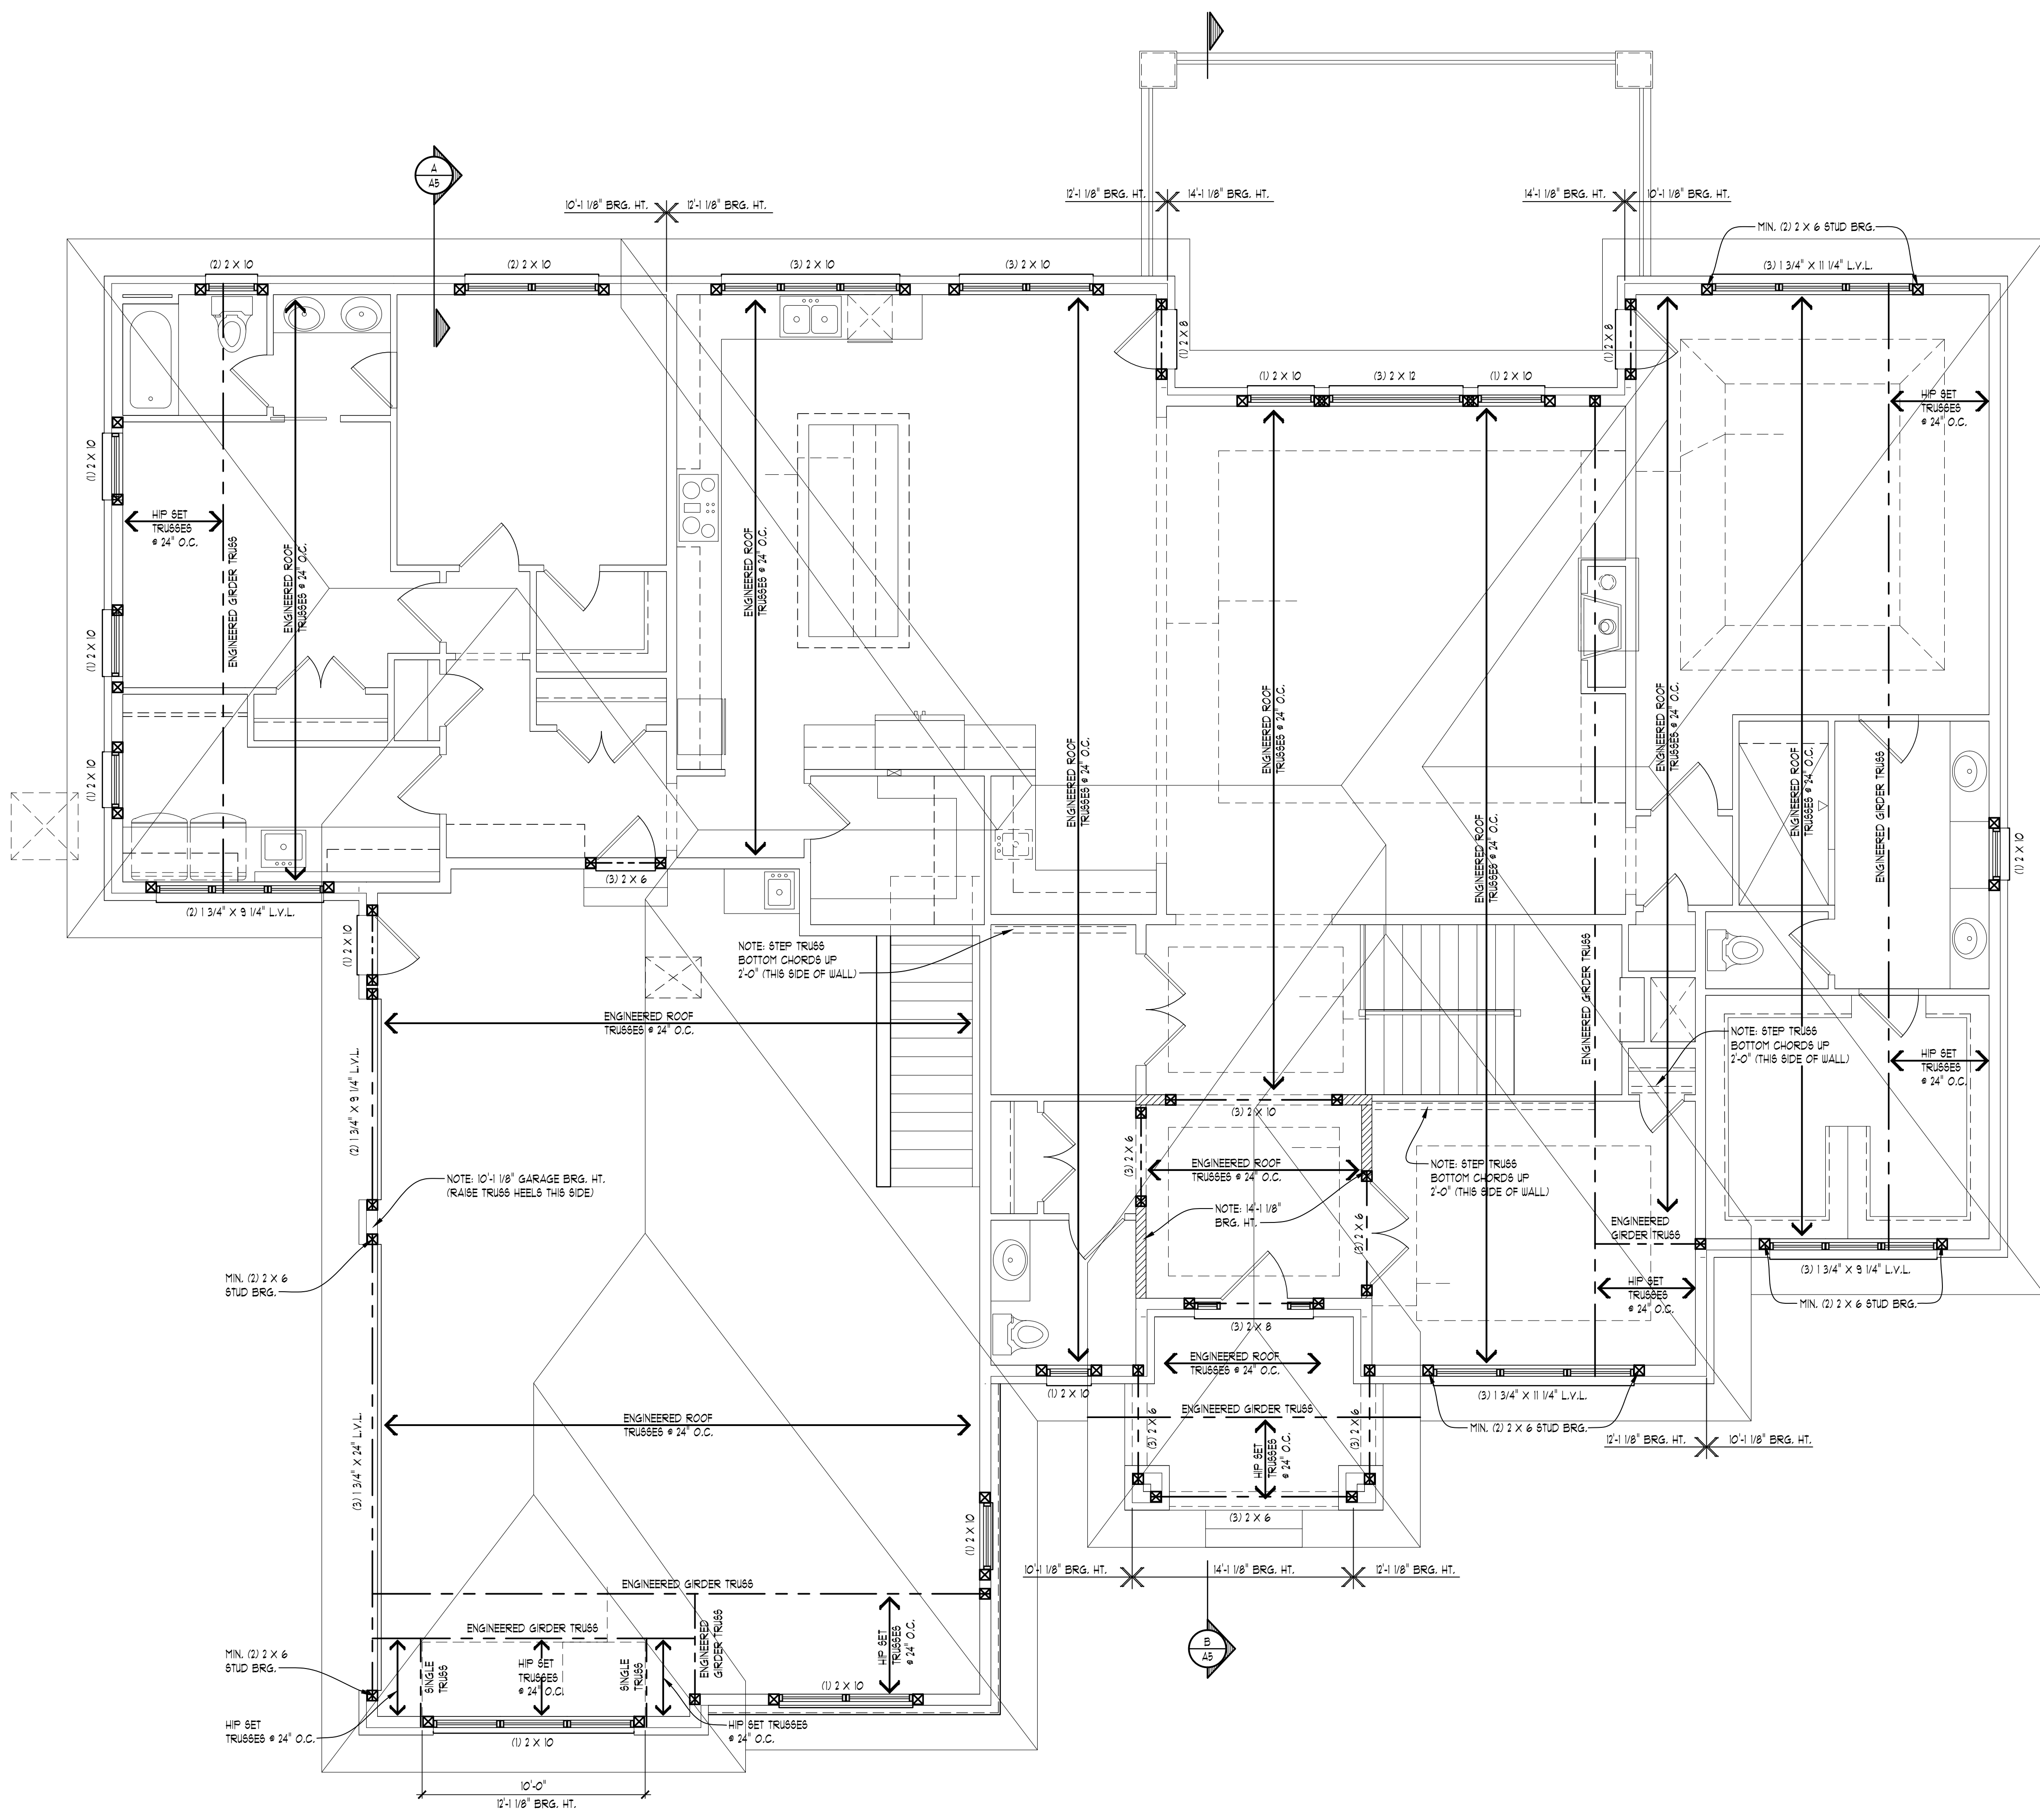 A
A5
10'-1 1/8" BRG. HT.
12'-1 1/8" BRG. HT.
12'-1 1/8" BRG. HT.
14'-1 1/8" BRG. HT.
14'-1 1/8" BRG. HT.
10'-1 1/8" BRG. HT.
MIN. (2) 2 X 6 STUD BRG.
(2) 2 X 10
(2) 2 X 10
(3) 2 X 10
(3) 2 X 10
(3) 1 3/4" X 11 1/4" L.V.L.
(1) 2 X 8
(1) 2 X 8
(1) 2 X 10
(3) 2 X 12
(1) 2 X 10
HIP SET
TRUSSES
@ 24" O.C.
(1) 2 X 10
HIP SET
TRUSSES
@ 24" O.C.
ENGINEERED GIRDER TRUSS
ENGINEERED ROOF
TRUSSES @ 24" O.C.
ENGINEERED ROOF
TRUSSES @ 24" O.C.
(1) 2 X 10
(1) 2 X 10
ENGINEERED ROOF
TRUSSES @ 24" O.C.
ENGINEERED ROOF
TRUSSES @ 24" O.C.
ENGINEERED ROOF
TRUSSES @ 24" O.C.
ENGINEERED ROOF
TRUSSES @ 24" O.C.
ENGINEERED ROOF
TRUSSES @ 24" O.C.
ENGINEERED GIRDER TRUSS
(1) 2 X 10
(3) 2 X 6
(2) 1 3/4" X 9 1/4" L.V.L.
(1) 2 X 10
NOTE: STEP TRUSS
BOTTOM CHORDS UP
2'-0" (THIS SIDE OF WALL)
ENGINEERED GIRDER TRUSS
ENGINEERED ROOF
TRUSSES @ 24" O.C.
NOTE: STEP TRUSS
BOTTOM CHORDS UP
2'-0" (THIS SIDE OF WALL)
HIP SET
TRUSSES
@ 24" O.C.
(2) 1 3/4" X 9 1/4" L.V.L.
(3) 2 X 10
(3) 2 X 6
ENGINEERED ROOF
TRUSSES @ 24" O.C.
NOTE: STEP TRUSS
BOTTOM CHORDS UP
2'-0" (THIS SIDE OF WALL)
NOTE: 10'-1 1/8" GARAGE BRG. HT.
(RAISE TRUSS HEELS THIS SIDE)
NOTE: 14'-1 1/8"
BRG. HT.
(3) 2 X 6
ENGINEERED
GIRDER TRUSS
(3) 1 3/4" X 9 1/4" L.V.L.
MIN. (2) 2 X 6
STUD BRG.
HIP SET
TRUSSES
@ 24" O.C.
MIN. (2) 2 X 6 STUD BRG.
(3) 2 X 8
ENGINEERED ROOF
TRUSSES @ 24" O.C.
(1) 2 X 10
(3) 1 3/4" X 11 1/4" L.V.L.
ENGINEERED GIRDER TRUSS
ENGINEERED ROOF
TRUSSES @ 24" O.C.
(3) 2 X 6
(3) 2 X 6
MIN. (2) 2 X 6 STUD BRG.
12'-1 1/8" BRG. HT.
10'-1 1/8" BRG. HT.
(3) 1 3/4" X 24" L.V.L.
HIP SET
TRUSSES
@ 24" O.C.
(3) 2 X 6
(1) 2 X 10
10'-1 1/8" BRG. HT.
14'-1 1/8" BRG. HT.
12'-1 1/8" BRG. HT.
ENGINEERED GIRDER TRUSS
ENGINEERED GIRDER TRUSS
ENGINEERED
GIRDER TRUSS
HIP SET
TRUSSES
@ 24" O.C.
B
A5
MIN. (2) 2 X 6
STUD BRG.
SINGLE
TRUSS
HIP SET
TRUSSES
@ 24" O.C.
SINGLE
TRUSS
(1) 2 X 10
HIP SET
TRUSSES @ 24" O.C.
HIP SET TRUSSES
@ 24" O.C.
(1) 2 X 10
10'-0"
12'-1 1/8" BRG. HT.